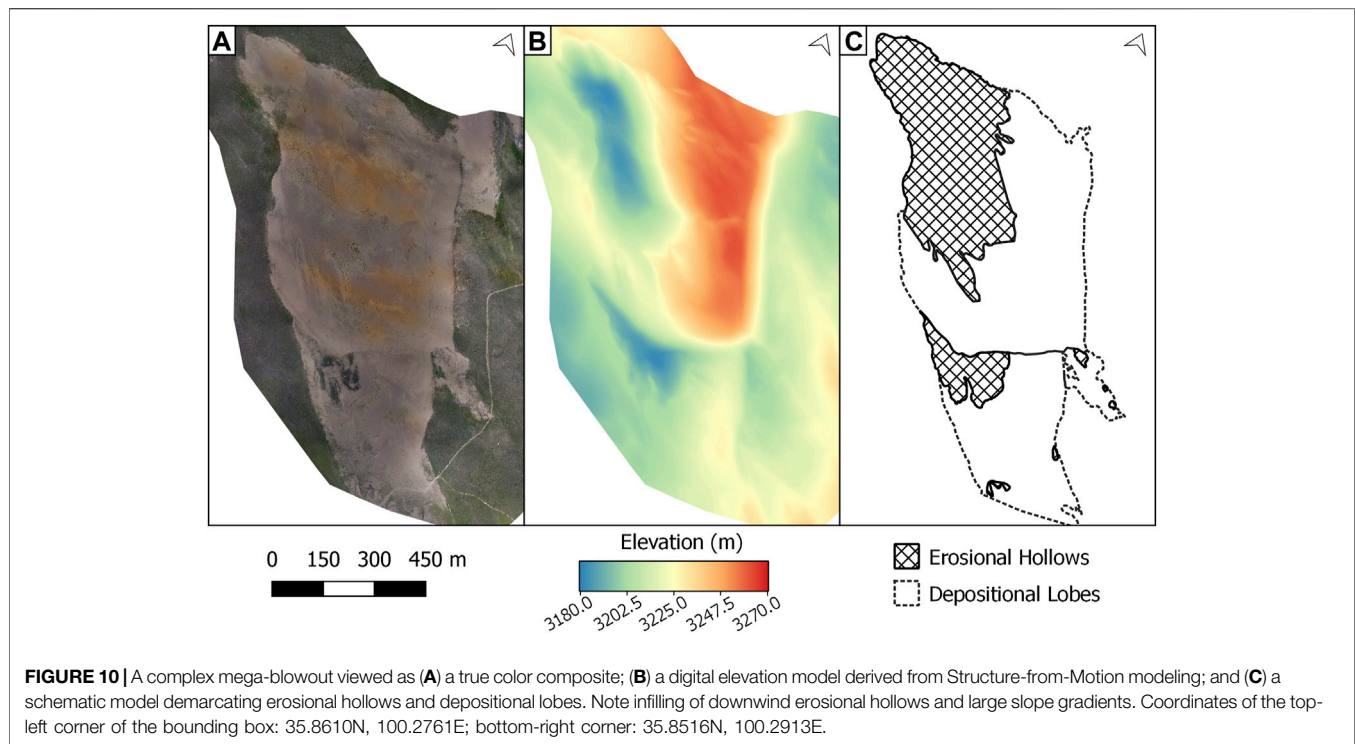 A
B
C
0 150 300 450 m
Elevation (m)
3180.0
3202.5
3225.0
3247.5
3270.0
Erosional Hollows
Depositional Lobes
FIGURE 10 | A complex mega-blowout viewed as (A) a true color composite; (B) a digital elevation model derived from Structure-from-Motion modeling; and (C) a
schematic model demarcating erosional hollows and depositional lobes. Note infilling of downwind erosional hollows and large slope gradients. Coordinates of the top-
left corner of the bounding box: 35.8610N, 100.2761E; bottom-right corner: 35.8516N, 100.2913E.